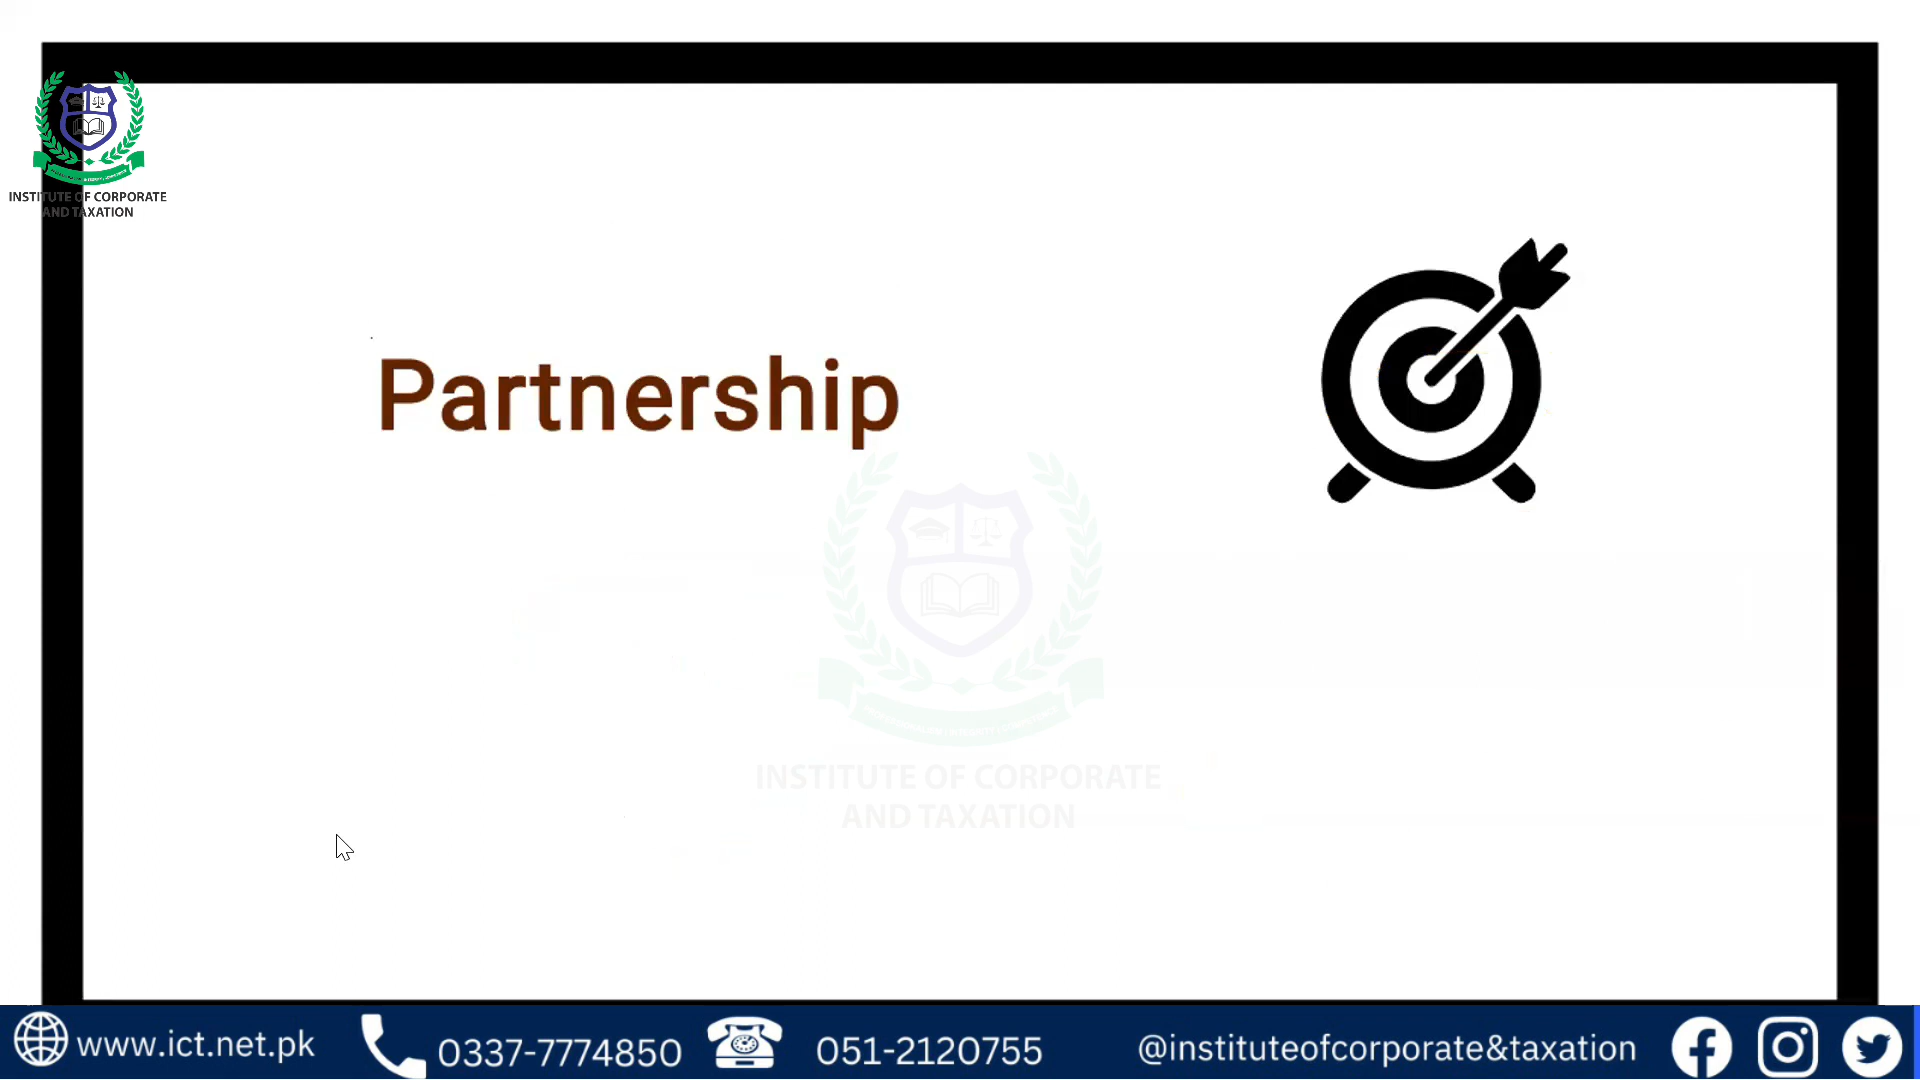 INSTITUTE OF CORPORATE
AND TAXATION
Partnership
INSTITUTE OF CORPORATE
AND TAXATION
www.ict.net.pk
0337-7774850
051-2120755
@instituteofcorporate&taxation